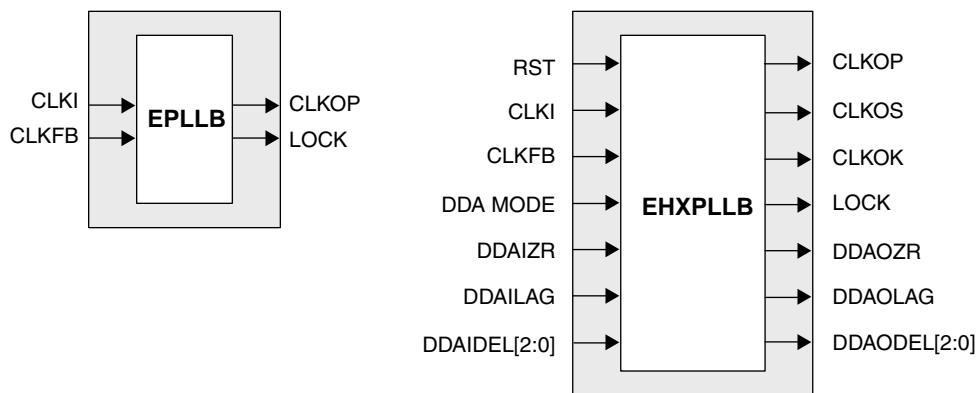 CLKI
CLKFB
EPLLB
CLKOP
LOCK
RST
CLKI
CLKFB
DDA MODE
DDAIZR
DDAILAG
DDAIDEL[2:0]
EHXPLLB
CLKOP
CLKOS
CLKOK
LOCK
DDAOZR
DDAOLAG
DDAODEL[2:0]